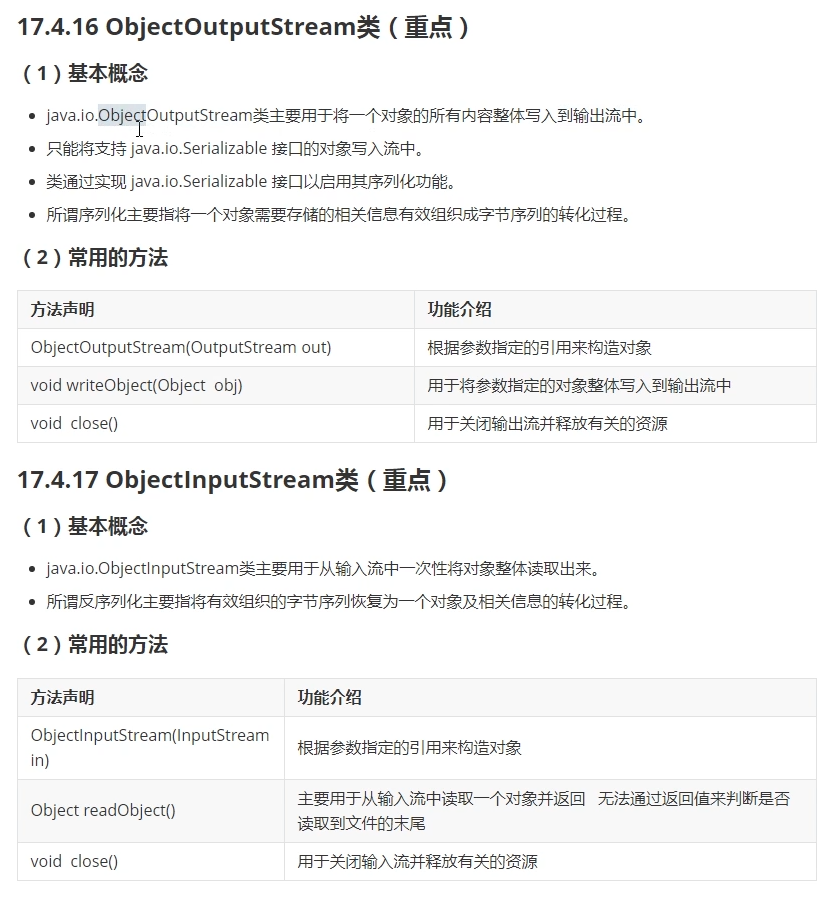 17.4.16 ObjectOutputStream类（重点）
（1）基本概念
java.io.ObjectOutputStream类主要用于将一个对象的所有内容整体写入到输出流中。
只能将支持 java.io.Serializable 接口的对象写入流中。
类通过实现 java.io.Serializable 接口以启用其序列化功能。
所谓序列化主要指将一个对象需要存储的相关信息有效组织成字节序列的转化过程。
（2）常用的方法
方法声明 功能介绍
ObjectOutputStream(OutputStream out) 根据参数指定的引用来构造对象
void writeObject(Object obj) 用于将参数指定的对象整体写入到输出流中
void close() 用于关闭输出流并释放有关的资源
17.4.17 ObjectInputStream类（重点）
（1）基本概念
java.io.ObjectInputStream类主要用于从输入流中一次性将对象整体读取出来。
所谓反序列化主要指将有效组织的字节序列恢复为一个对象及相关信息的转化过程。
（2）常用的方法
方法声明 功能介绍
ObjectInputStream(InputStream
in)
根据参数指定的引用来构造对象
Object readObject()
主要用于从输入流中读取一个对象并返回 无法通过返回值来判断是否
读取到文件的末尾
void close() 用于关闭输入流并释放有关的资源